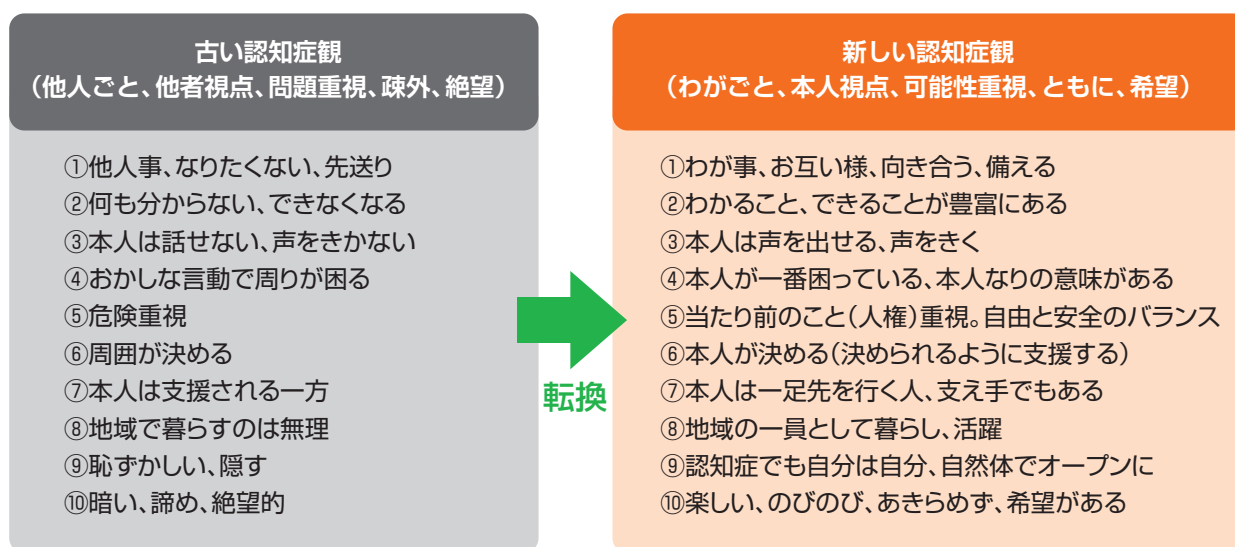 古い認知症観
（他人ごと、他者視点、問題重視、疎外、絶望）
①他人事、なりたくない、先送り
②何も分からない、できなくなる
③本人は話せない、声をきかない
④おかしな言動で周りが困る
⑤危険重視
⑥周囲が決める
⑦本人は支援される一方
⑧地域で暮らすのは無理
⑨恥ずかしい、隠す
⑩暗い、諦め、絶望的
転換
新しい認知症観
（わがごと、本人視点、可能性重視、ともに、希望）
①わが事、お互い様、向き合う、備える
②わかること、できることが豊富にある
③本人は声を出せる、声をきく
④本人が一番困っている、本人なりの意味がある
⑤当たり前のこと（人権）重視。自由と安全のバランス
⑥本人が決める（決められるように支援する）
⑦本人は一足先を行く人、支え手でもある
⑧地域の一員として暮らし、活躍
⑨認知症でも自分は自分、自然体でオープンに
⑩楽しい、のびのび、あきらめず、希望がある